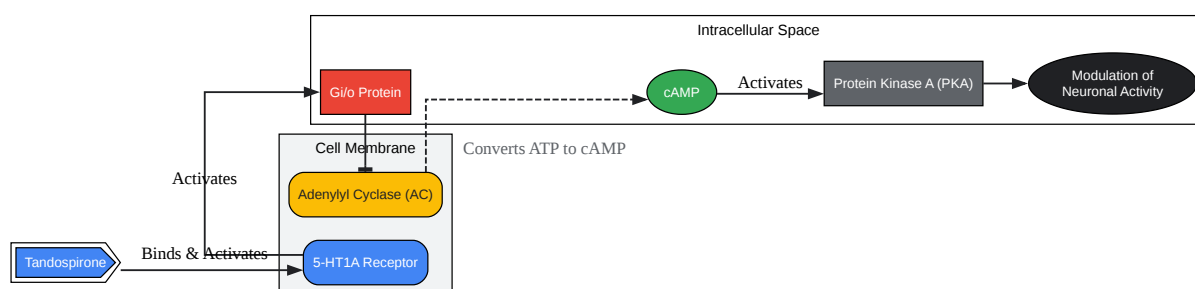 Intracellular Space
Gi/o Protein
cAMP
Activates
Protein Kinase A (PKA)
Modulation of
Neuronal Activity
Cell Membrane
Converts ATP to cAMP
Activates
Adenylyl Cyclase (AC)
Binds & Activates
Tandospirone
5-HT1A Receptor